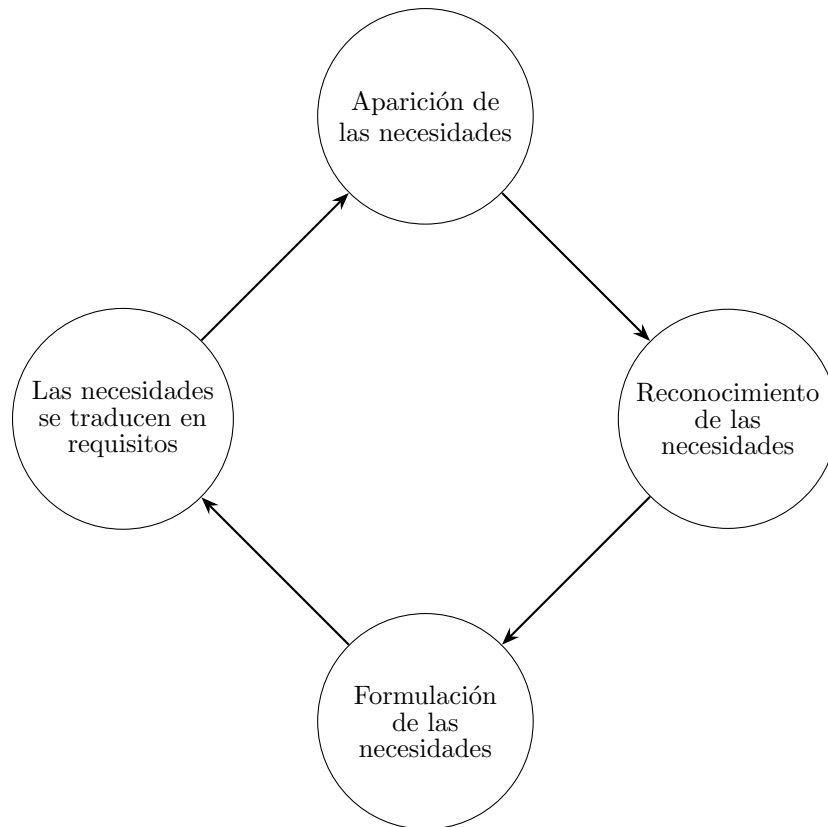 Aparición de
las necesidades
Reconocimiento
de las
necesidades
Formulación
de las
necesidades
Las necesidades
se traducen en
requisitos